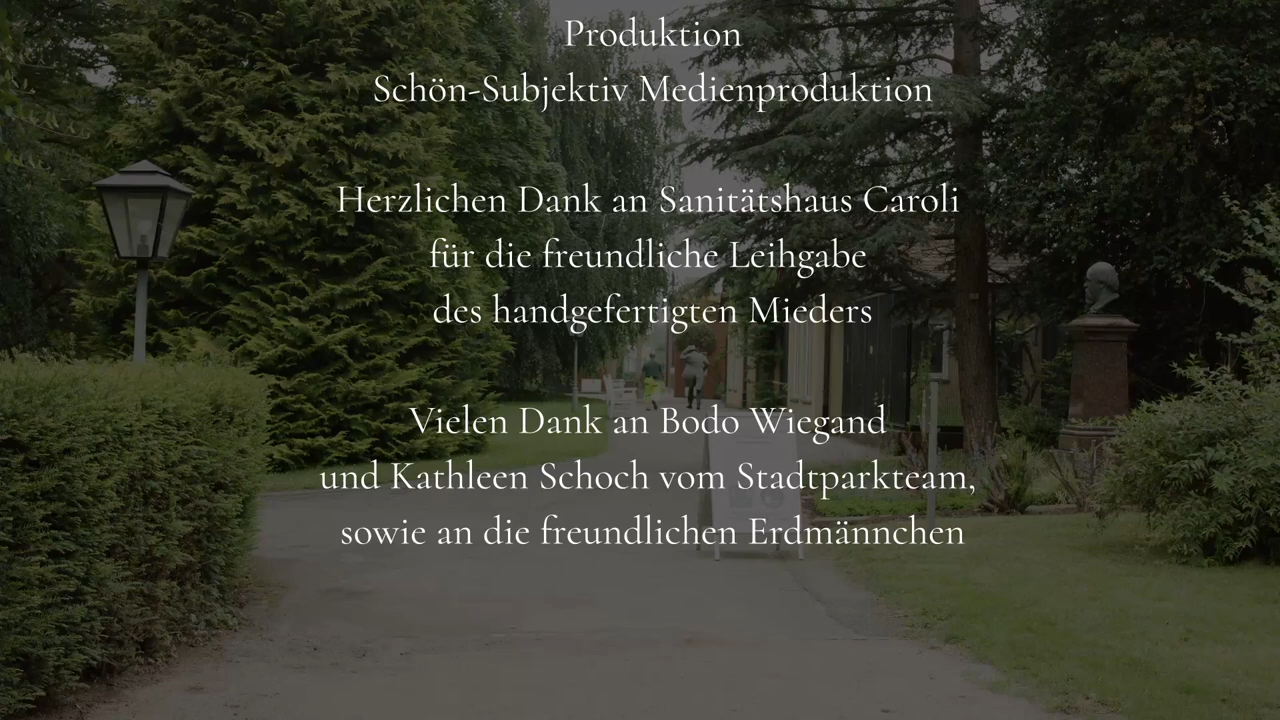 Produktion
Schön-Subjektiv Medienproduktion
Herzlichen Dank an Sanitätshaus Caroli
für die freundliche Leihgabe
des handgefertigten Mieders
Vielen Dank an Bodo Wiegand
und Kathleen Schoch vom Stadtparkteam,
sowie an die freundlichen Erdmännchen